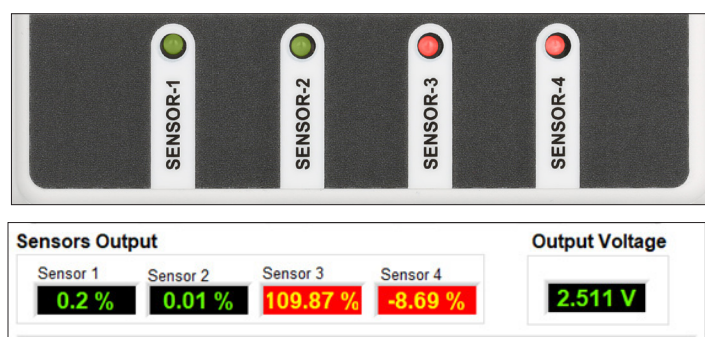 SENSOR-1
SENSOR-2
SENSOR-3
SENSOR-4
Sensors Output
Output Voltage
Sensor 1
Sensor 2
Sensor 3
Sensor 4
0.2 %
0.01 %
109.87 %
-8.69 %
2.511 V